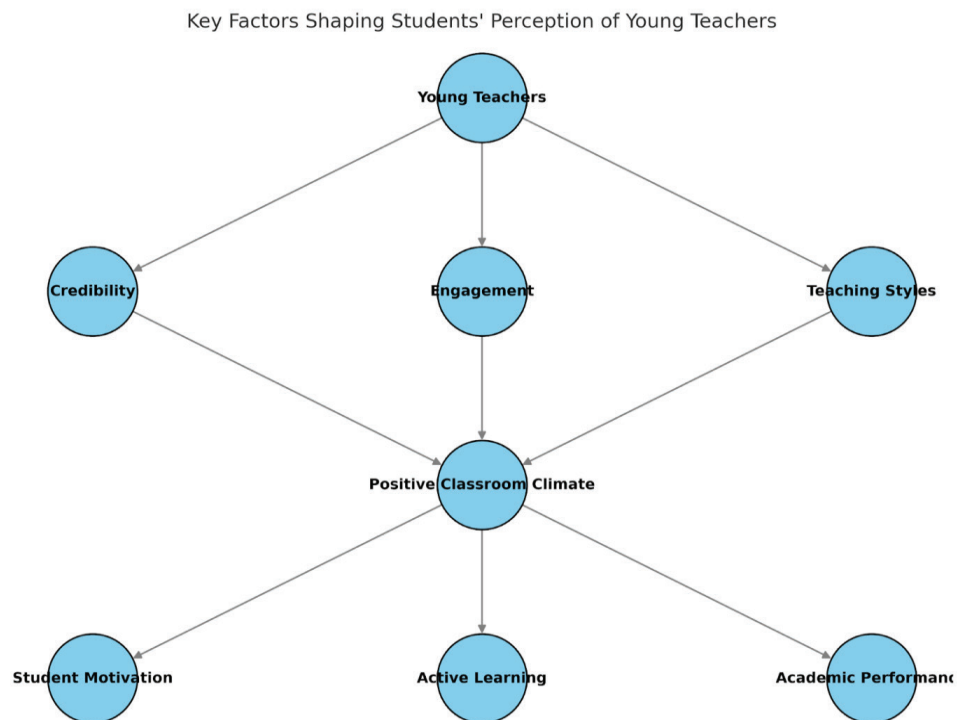 Key Factors Shaping Students' Perception of Young Teachers
Young Teachers
Credibility
Engagement
Teaching Styles
Positive Classroom Climate
Student Motivation
Active Learning
Academic Performanc